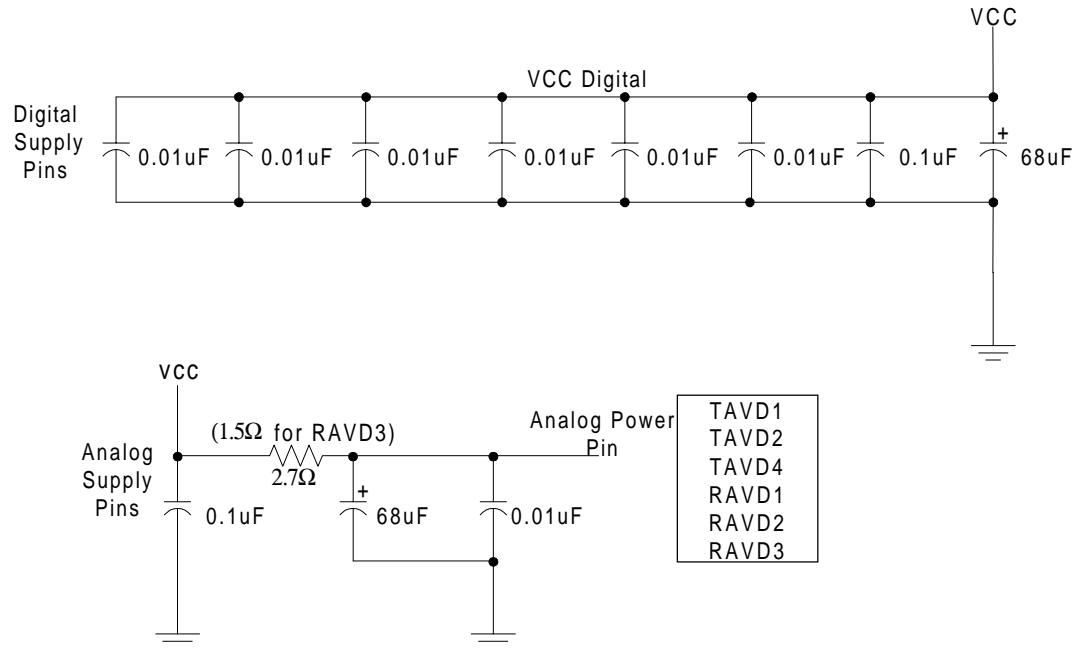 VCC
VCC Digital
Digital
Supply
Pins
0.01uF
0.01uF
0.01uF
0.01uF
0.01uF
0.01uF
0.1uF
+
68uF
VCC
Analog
Supply
Pins
(1.5Ω for RAVD3)
2.7Ω
0.1uF
+
68uF
0.01uF
Analog Power
Pin
TAVD1
TAVD2
TAVD4
RAVD1
RAVD2
RAVD3